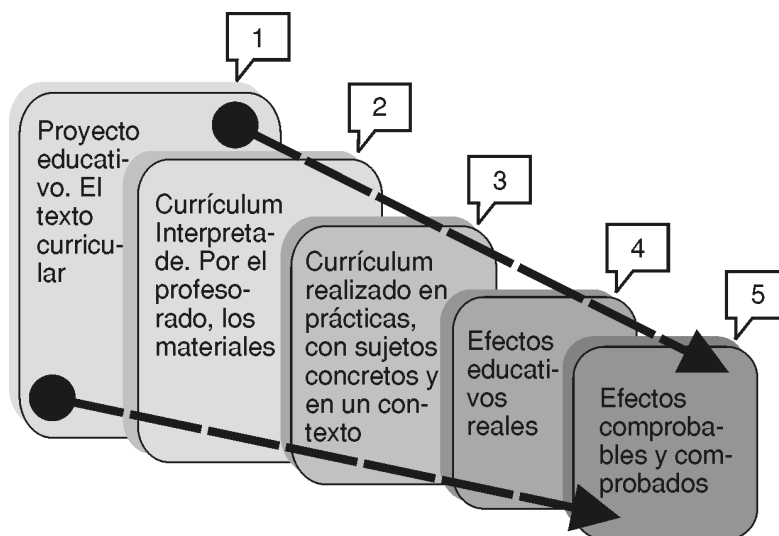 1
Proyecto
educati-
vo. El
texto
curricu-
lar
2
Currículum
Interpreta-
de. Por el
profeso-
rado, los
materiales
3
Currículum
realizado en
prácticas,
con sujetos
concretos y
en un con-
texto
4
Efectos
educati-
vos
reales
5
Efectos
comproba-
bles y com-
probados